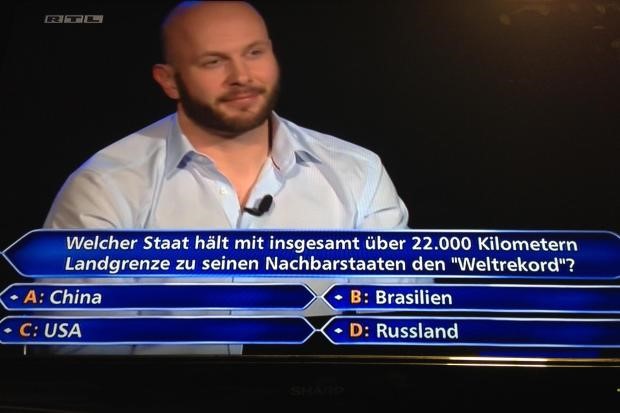 RTL
Welcher Staat hält mit insgesamt über 22.000 Kilometern
Landgrenze zu seinen Nachbarstaaten den "Weltrekord"?
A: China
B: Brasilien
C: USA
D: Russland
SHARP